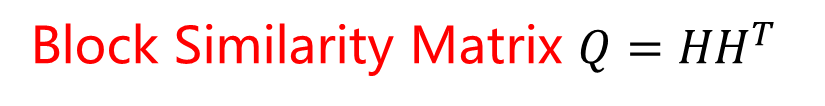 Block Similarity Matrix $Q = HH^T$